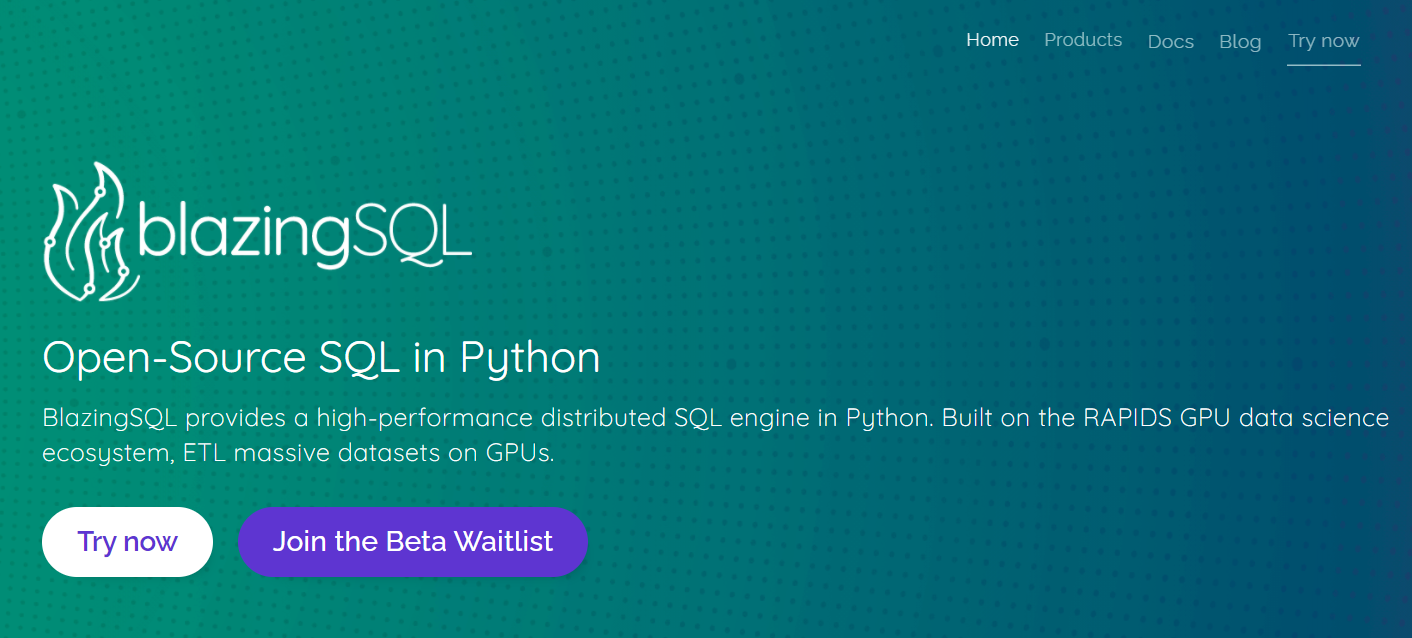 Home Products Docs Blog Try now
blazingSQL
Open-Source SQL in Python
BlazingSQL provides a high-performance distributed SQL engine in Python. Built on the RAPIDS GPU data science
ecosystem, ETL massive datasets on GPUs.
Try now Join the Beta Waitlist